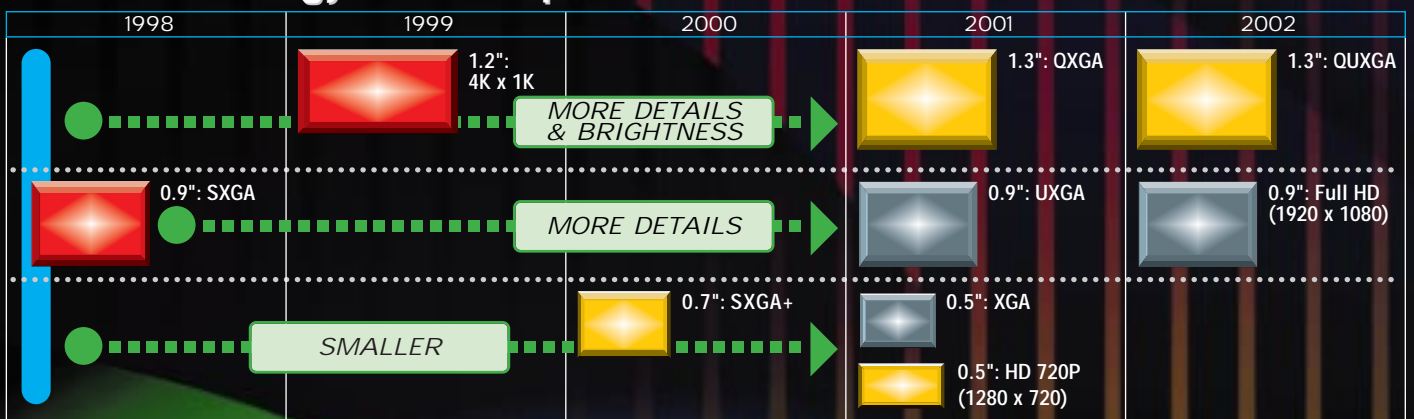 1998 1999 2000 2001 2002
1.2":
4K x 1K
MORE DETAILS
& BRIGHTNESS
1.3": QXGA
1.3": QUXGA
0.9": SXGA
MORE DETAILS
0.9": UXGA
0.9": Full HD
(1920 x 1080)
SMALLER
0.7": SXGA+
0.5": XGA
0.5": HD 720P
(1280 x 720)